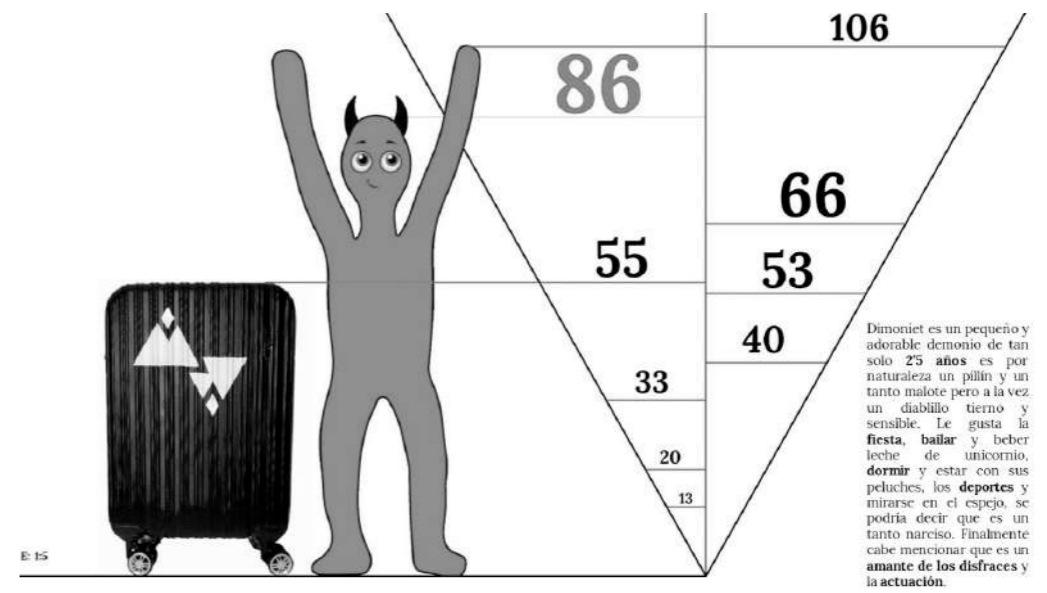 106
86
66
55
53
40
33
20
13
E: 1:5
Dimoniet es un pequeño y
adorable demonio de tan
solo 2'5 años es por
naturaleza un pillín y un
tanto malote pero a la vez
un diablillo tierno y
sensible. Le gusta la
fiesta, bailar y beber
leche de unicornio,
dormir y estar con sus
peluches, los deportes y
mirarse en el espejo, se
podría decir que es un
tanto narciso. Finalmente
cabe mencionar que es un
amante de los disfraces y
la actuación.